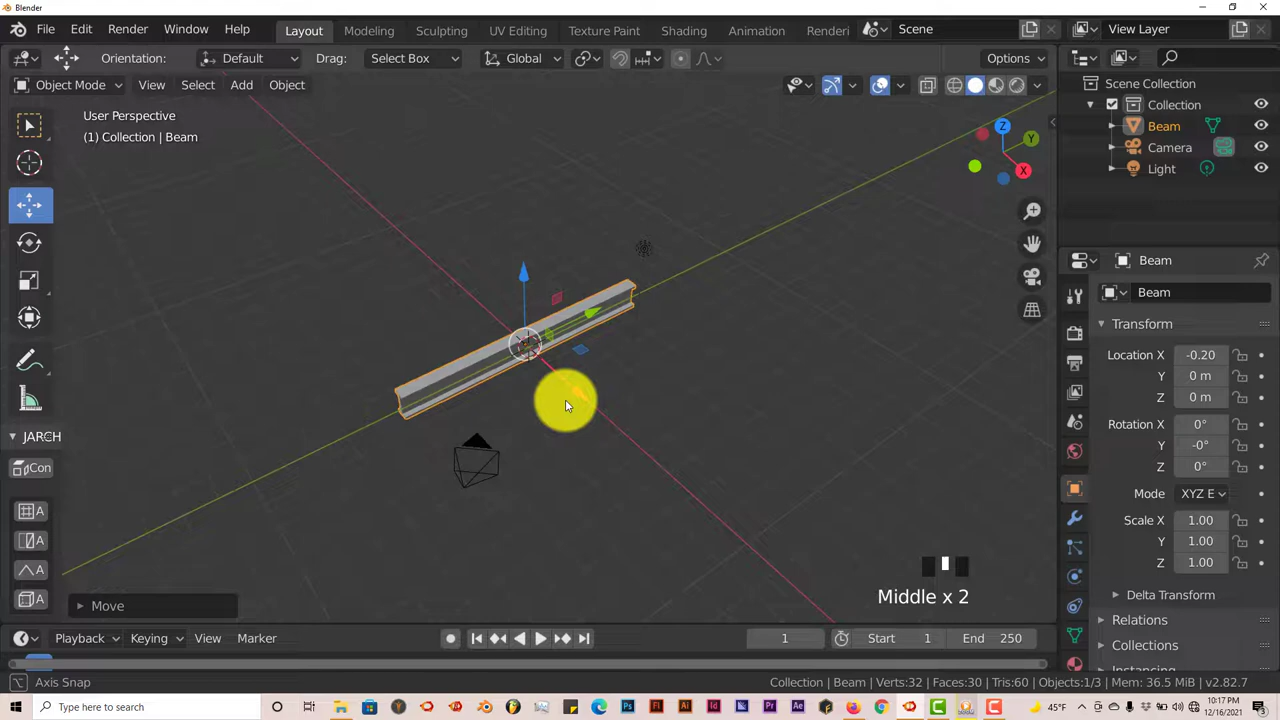 Blender
File Edit Render Window Help Layout Modeling Sculpting UV Editing Texture Paint Shading Animation Renderi Scene View Layer
Orientation: Default Drag: Select Box Global Options
Object Mode View Select Add Object
Scene Collection
User Perspective
(1) Collection | Beam
Collection
Beam
Camera
Light
Z
Y
X
Beam
Beam
Transform
Location X -0.20
Y 0 m
Z 0 m
Rotation X 0°
Y -0°
Z 0°
Mode XYZ E
Scale X 1.00
Y 1.00
Z 1.00
Delta Transform
Relations
Collections
Instancing
JARCH
Con
A
A
A
A
Move
Middle x 2
Playback Keying View Marker 1 Start 1 End 250
Axis Snap
Collection | Beam | Verts:32 | Faces:30 | Tris:60 | Objects:1/3 | Mem: 36.5 MiB | v2.82.7
Type here to search
45°F
10:17 PM
12/16/2021